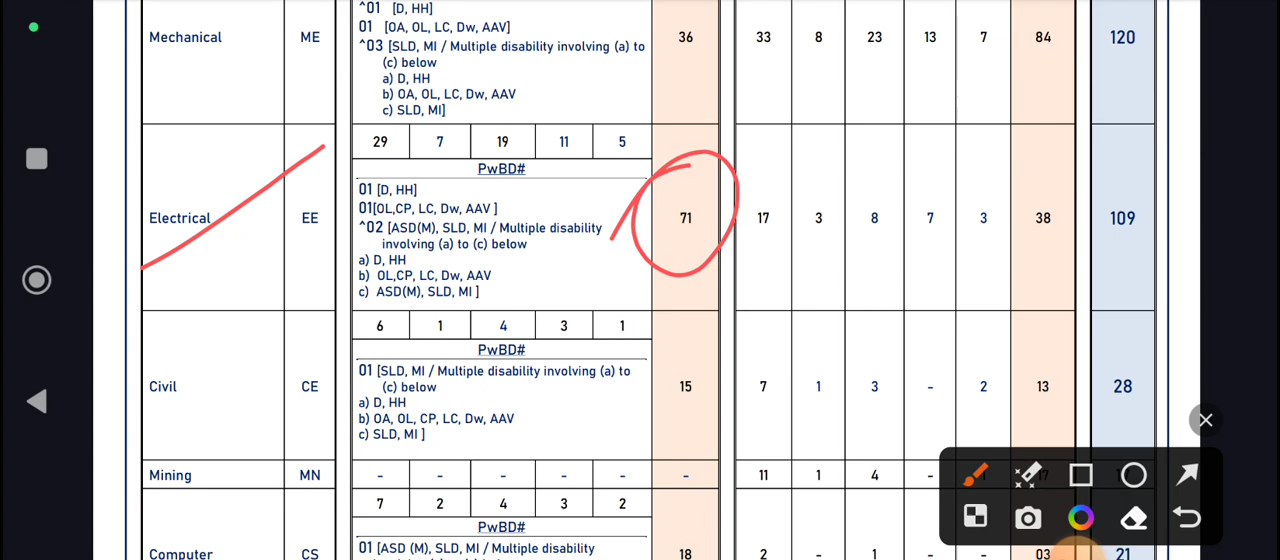 ^01 [D, HH]
01 [OA, OL, LC, Dw, AAV]
^03 [SLD, MI / Multiple disability involving (a) to
(c) below
a) D, HH
b) OA, OL, LC, Dw, AAV
c) SLD, MI]
Mechanical ME 36 33 8 23 13 7 84 120
29 7 19 11 5
PwBD#
01 [D, HH]
01[OL,CP, LC, Dw, AAV ]
^02 [ASD(M), SLD, MI / Multiple disability
involving (a) to (c) below
a) D, HH
b) OL,CP, LC, Dw, AAV
c) ASD(M), SLD, MI ]
Electrical EE 71 17 3 8 7 3 38 109
6 1 4 3 1
PwBD#
01 [SLD, MI / Multiple disability involving (a) to
(c) below
a) D, HH
b) OA, OL, CP, LC, Dw, AAV
c) SLD, MI ]
Civil CE 15 7 1 3 - 2 13 28
Mining MN - - - - - - 11 1 4 - 1 17
7 2 4 3 2
PwBD#
01 [ASD (M), SLD, MI / Multiple disability
Computer CS 18 2 - 1 - 03 21